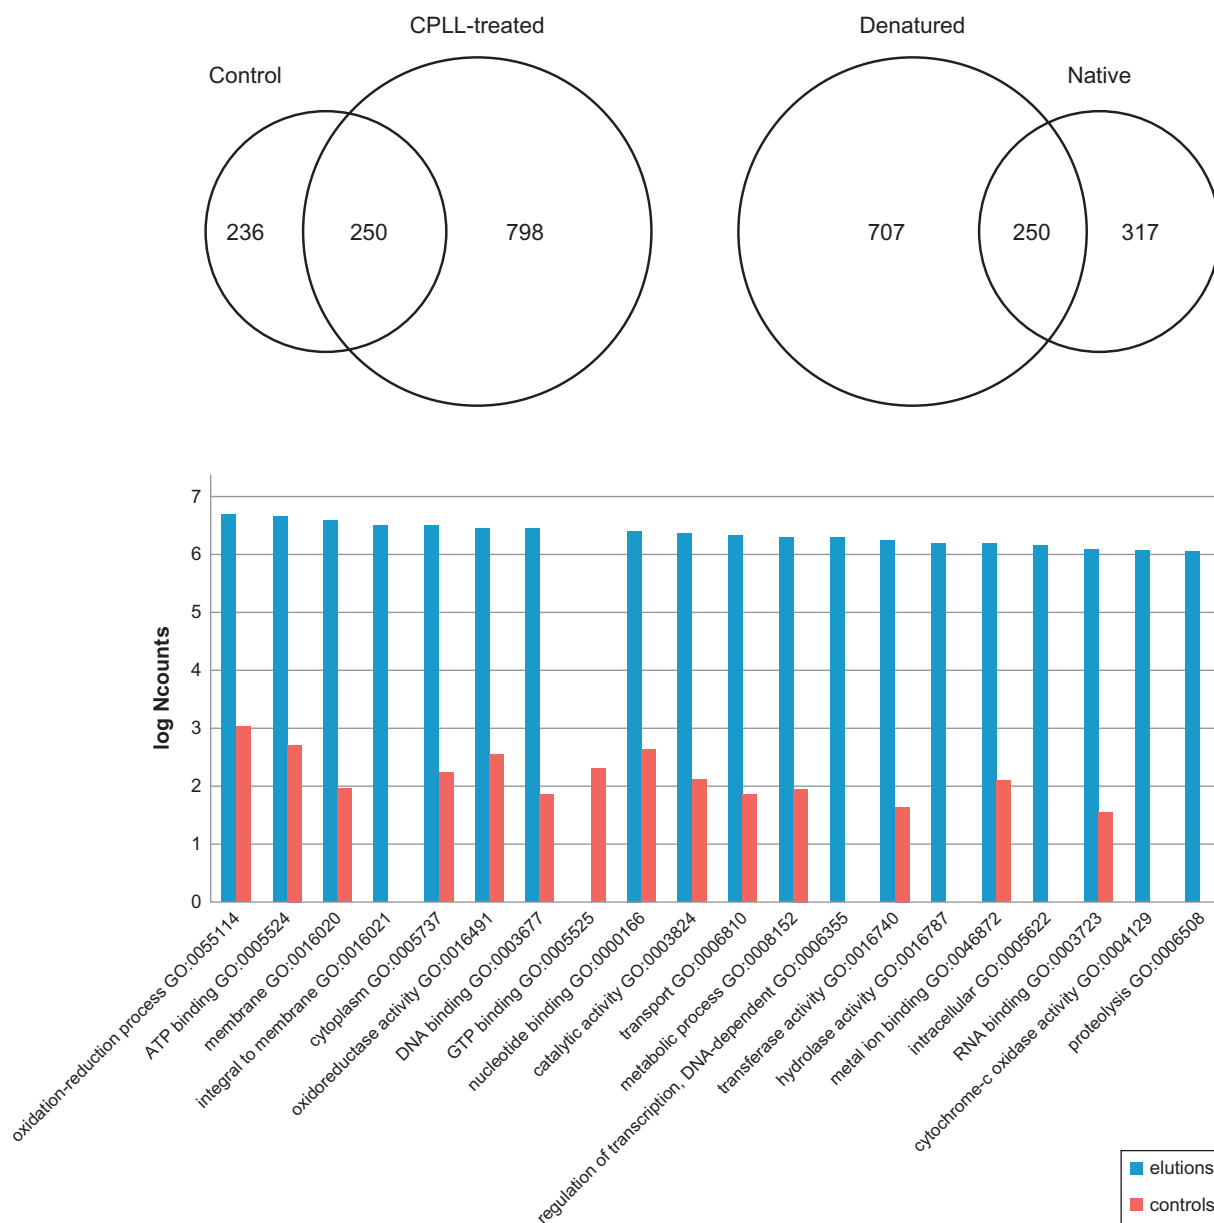 CPLL-treated
Denatured
Control
Native
236
250
798
707
250
317
7
6
5
4
3
2
1
0
log Ncounts
oxidation-reduction process GO:0055114
ATP binding GO:0005524
membrane GO:0016020
integral to membrane GO:0016021
cytoplasm GO:0005737
oxidoreductase activity GO:0016491
DNA binding GO:0003677
GTP binding GO:0005525
nucleotide binding GO:0000166
catalytic activity GO:003824
transport GO:0006810
metabolic process GO:0008152
regulation of transcription, DNA-dependent GO:0006355
transferase activity GO:0016740
hydrolase activity GO:0016787
metal ion binding GO:0046872
intracellular GO:0005622
RNA binding GO:0003723
cytochrome-c oxidase activity GO:0004129
proteolysis GO:0006508
elutions
controls